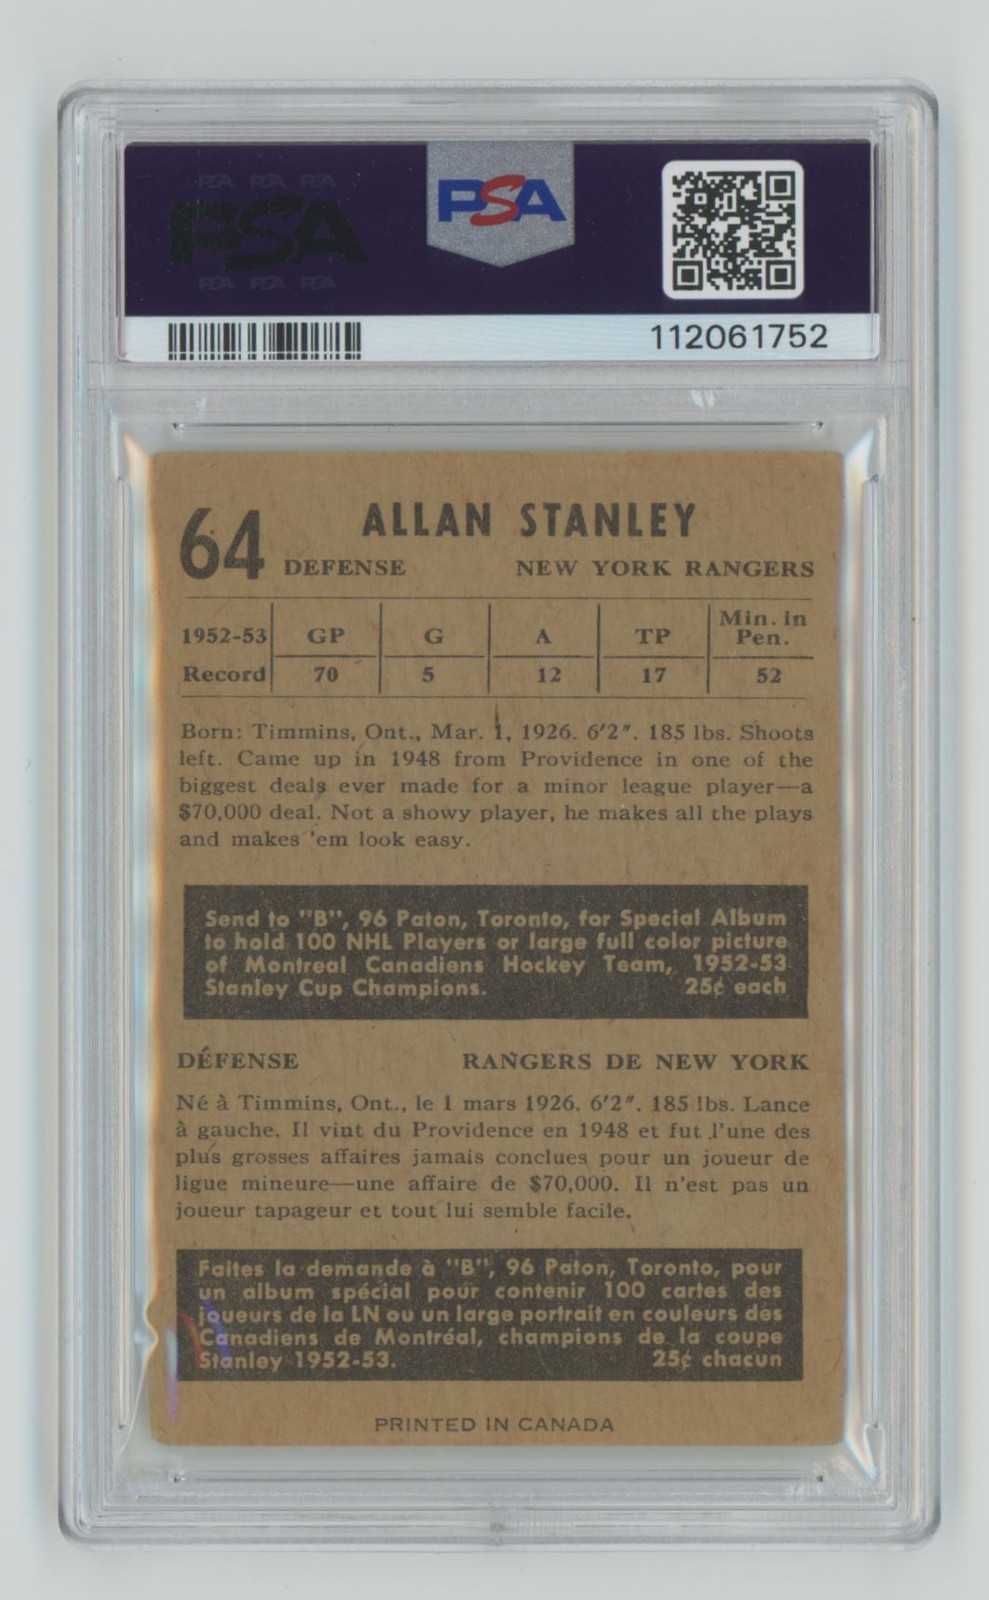 PSA PSA PSA
PSA
PSA PSA PSA
PSA
112061752
64
ALLAN STANLEY
DEFENSE NEW YORK RANGERS
1952-53 GP G A TP Min. in Pen.
Record 70 5 12 17 52
Born: Timmins, Ont., Mar. 1, 1926. 6'2". 185 lbs. Shoots
left. Came up in 1948 from Providence in one of the
biggest deals ever made for a minor league player—a
$70,000 deal. Not a showy player, he makes all the plays
and makes 'em look easy.
Send to "B", 96 Paton, Toronto, for Special Album
to hold 100 NHL Players or large full color picture
of Montreal Canadiens Hockey Team, 1952-53
Stanley Cup Champions. 25¢ each
DÉFENSE RANGERS DE NEW YORK
Né à Timmins, Ont., le 1 mars 1926. 6'2". 185 lbs. Lance
à gauche. Il vint du Providence en 1948 et fut l'une des
plus grosses affaires jamais conclues pour un joueur de
ligue mineure—une affaire de $70,000. Il n'est pas un
joueur tapageur et tout lui semble facile.
Faites la demande à "B", 96 Paton, Toronto, pour
un album spécial pour contenir 100 cartes des
joueurs de la LN ou un large portrait en couleurs des
Canadiens de Montréal, champions de la coupe
Stanley 1952-53. 25¢ chacun
PRINTED IN CANADA